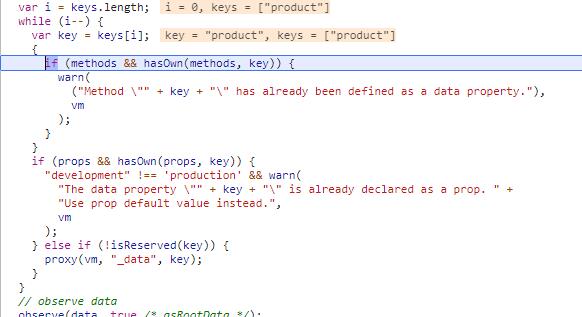 var i = keys.length; i = 0, keys = ["product"]
while (i--) {
var key = keys[i]; key = "product", keys = ["product"]
{
if (methods && hasOwn(methods, key)) {
warn(
("Method \"" + key + "\" has already been defined as a data property."),
vm
);
}
}
if (props && hasOwn(props, key)) {
"development" !== 'production' && warn(
"The data property \"" + key + "\" is already declared as a prop. " +
"Use prop default value instead.",
vm
);
} else if (!isReserved(key)) {
proxy(vm, "_data", key);
}
}
// observe data
observe(data, true /* asRootData */);